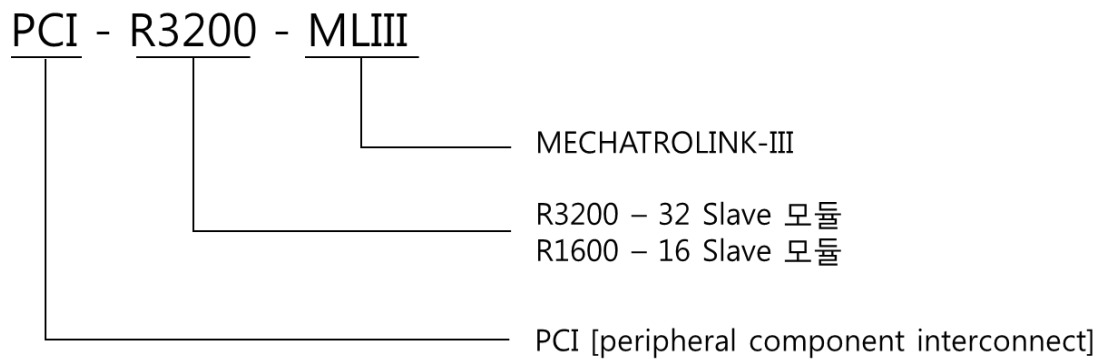 PCI - R3200 - MLIII
MECHATROLINK-III
R3200 – 32 Slave 모듈
R1600 – 16 Slave 모듈
PCI [peripheral component interconnect]